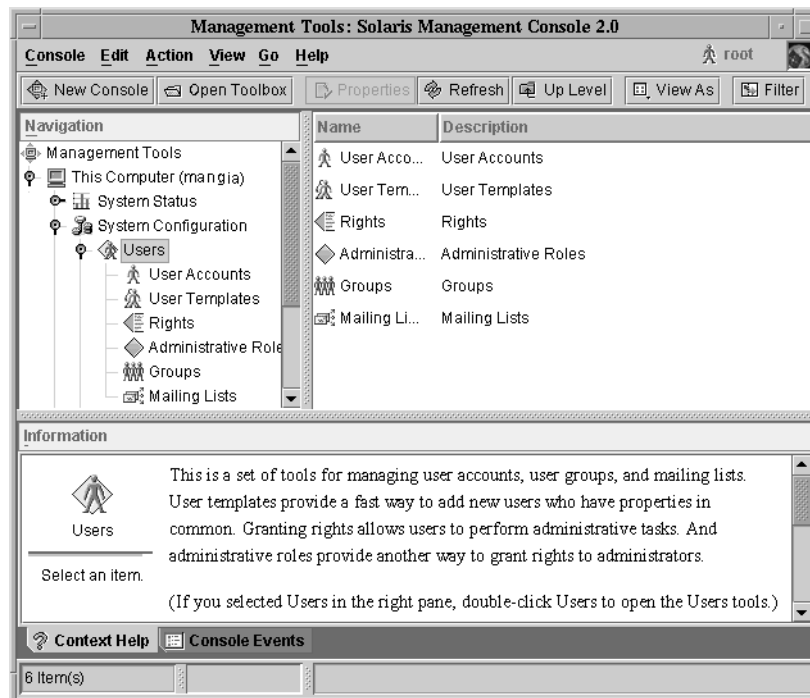 Management Tools: Solaris Management Console 2.0
Console Edit Action View Go Help root
New Console Open Toolbox Properties Refresh Up Level View As Filter
Navigation
Management Tools
This Computer (mangia)
System Status
System Configuration
Users
User Accounts
User Templates
Rights
Administrative Role
Groups
Mailing Lists
Name Description
User Acco... User Accounts
User Tem... User Templates
Rights Rights
Administra... Administrative Roles
Groups Groups
Mailing Li... Mailing Lists
Information
Users
Select an item.
This is a set of tools for managing user accounts, user groups, and mailing lists.
User templates provide a fast way to add new users who have properties in
common. Granting rights allows users to perform administrative tasks. And
administrative roles provide another way to grant rights to administrators.
(If you selected Users in the right pane, double-click Users to open the Users tools.)
Context Help Console Events
6 Item(s)